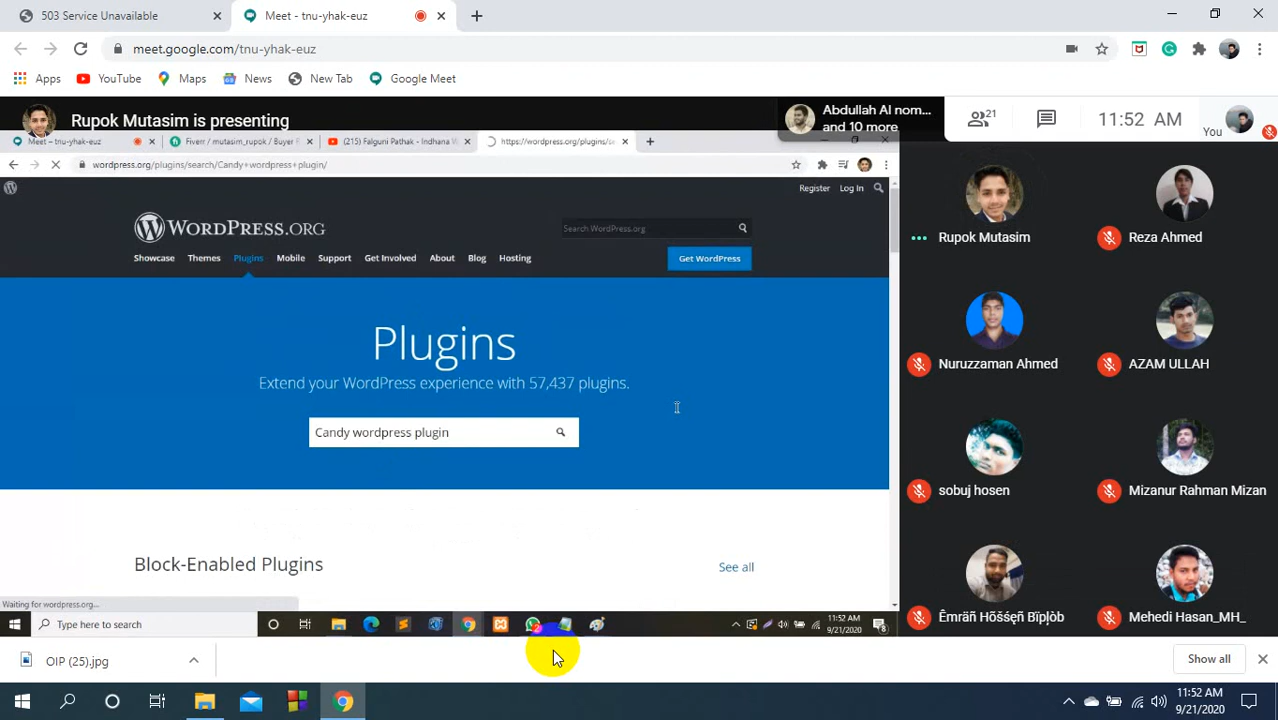 503 Service Unavailable
Meet - tnu-yhak-euz
meet.google.com/tnu-yhak-euz
Apps
YouTube
Maps
News
New Tab
Google Meet
Rupok Mutasim is presenting
Abdullah Al nom...
and 10 more
21
11:52 AM
You
Meet – tnu-yhak-euz
Fiverr / mutasim_rupok / Buyer R
(215) Falguni Pathak - Indhana W
https://wordpress.org/plugins/se
wordpress.org/plugins/search/Candy+wordpress+plugin/
Register
Log In
WORDPRESS.ORG
Search WordPress.org
Showcase
Themes
Plugins
Mobile
Support
Get Involved
About
Blog
Hosting
Get WordPress
Plugins
Extend your WordPress experience with 57,437 plugins.
Candy wordpress plugin
Block-Enabled Plugins
See all
Waiting for wordpress.org...
Type here to search
11:52 AM
9/21/2020
8
Rupok Mutasim
Reza Ahmed
Nuruzzaman Ahmed
AZAM ULLAH
sobuj hosen
Mizanur Rahman Mizan
Êmräñ Hõšśęñ Bïpļòb
Mehedi Hasan_MH_
OIP (25).jpg
Show all
11:52 AM
9/21/2020